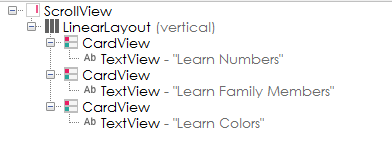 ScrollView
LinearLayout (vertical)
CardView
Ab TextView - "Learn Numbers"
CardView
Ab TextView - "Learn Family Members"
CardView
Ab TextView - "Learn Colors"